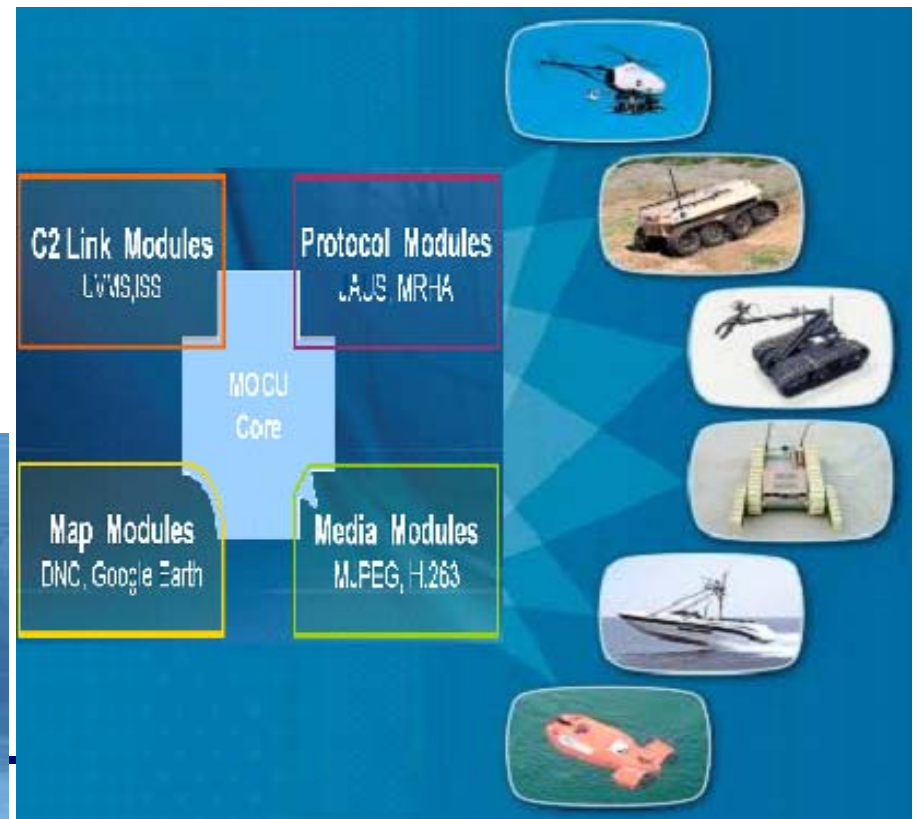 C2 Link Modules
UVMS,ISS
Protocol Modules
JAUS, MRHA
MOCU
Core
Map Modules
DNC, Google Earth
Media Modules
MJPEG, H.263